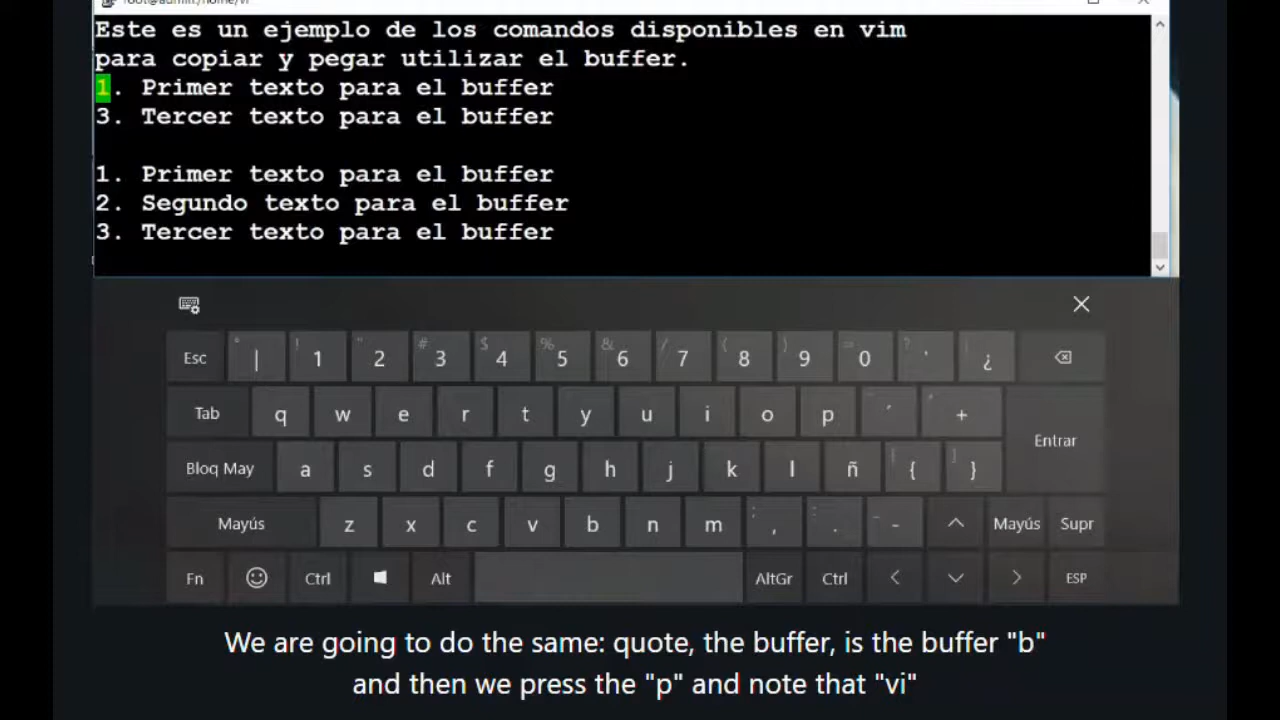 root@admin:/home/vi
Este es un ejemplo de los comandos disponibles en vim
para copiar y pegar utilizar el buffer.
1. Primer texto para el buffer
3. Tercer texto para el buffer
1. Primer texto para el buffer
2. Segundo texto para el buffer
3. Tercer texto para el buffer
Esc ° | ! 1 " 2 # 3 $ 4 % 5 & 6 / 7 ( 8 ) 9 = 0 ? ' ¡ ¿
Tab q w e r t y u i o p ¨ ´ * +
Entrar
Bloq May a s d f g h j k l ñ [ { ] }
Mayús z x c v b n m ; , : . _ - Mayús Supr
Fn Ctrl Alt AltGr Ctrl ESP
We are going to do the same: quote, the buffer, is the buffer "b"
and then we press the "p" and note that "vi"